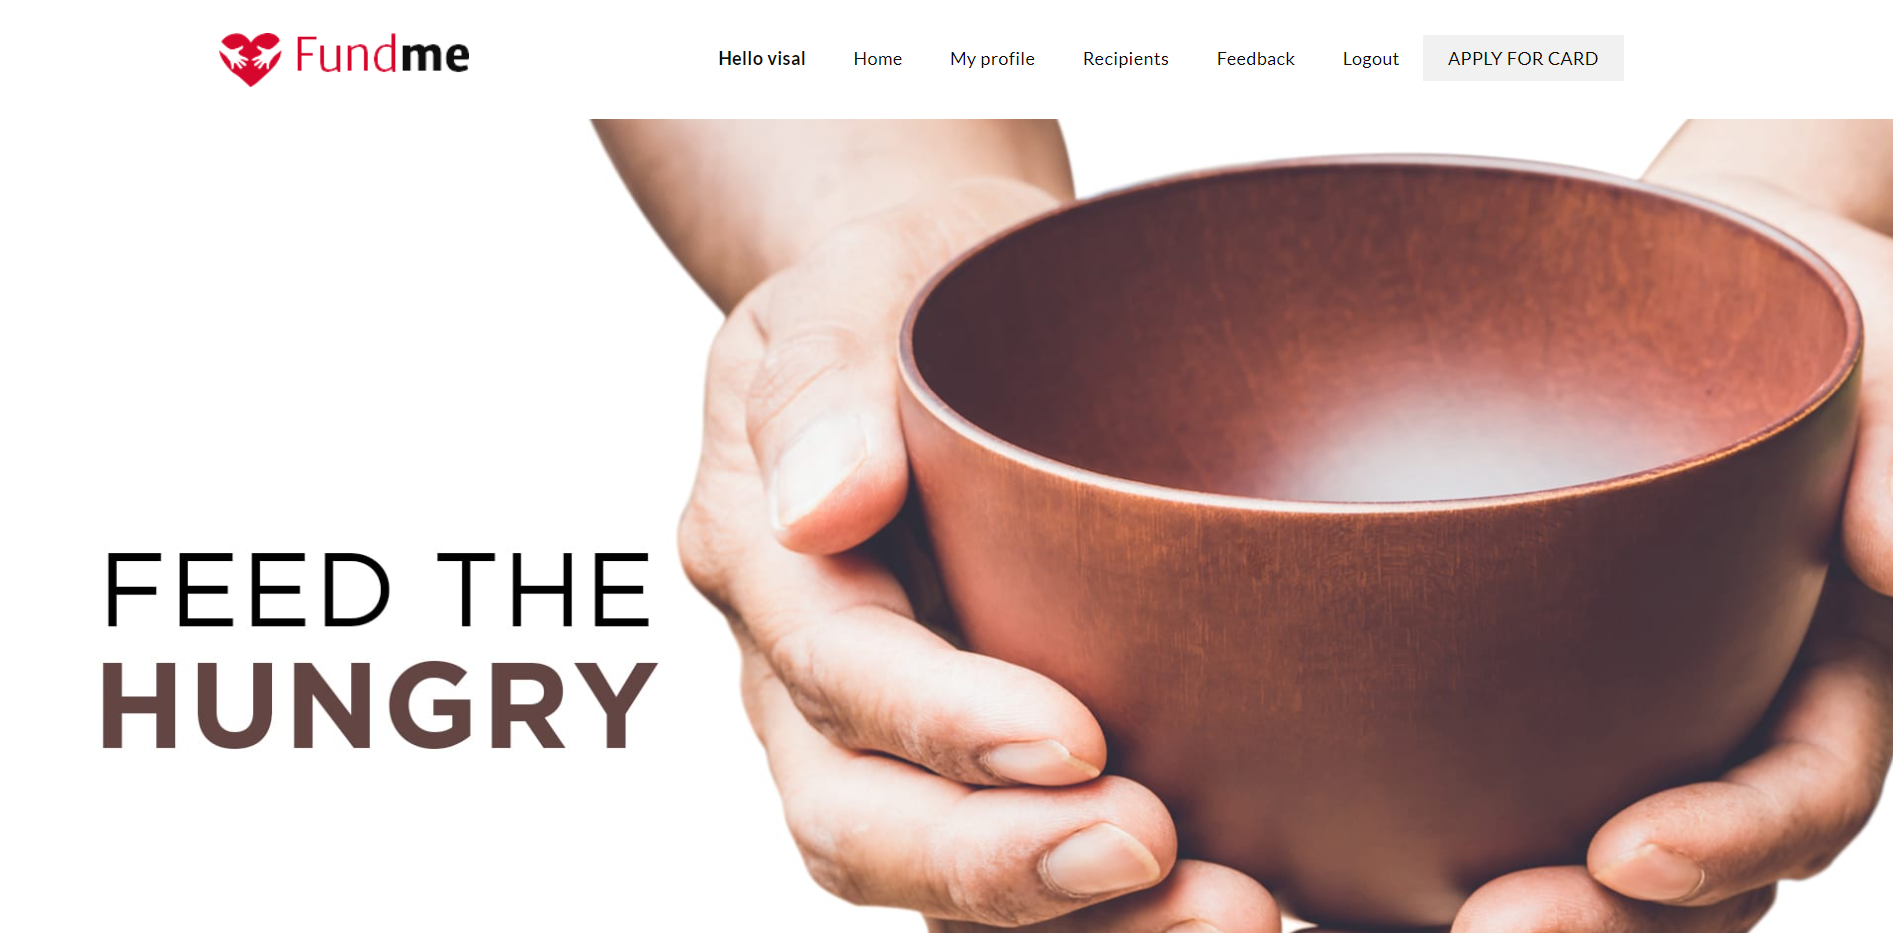 Fundme
Hello visal Home My profile Recipients Feedback Logout APPLY FOR CARD
FEED THE
HUNGRY